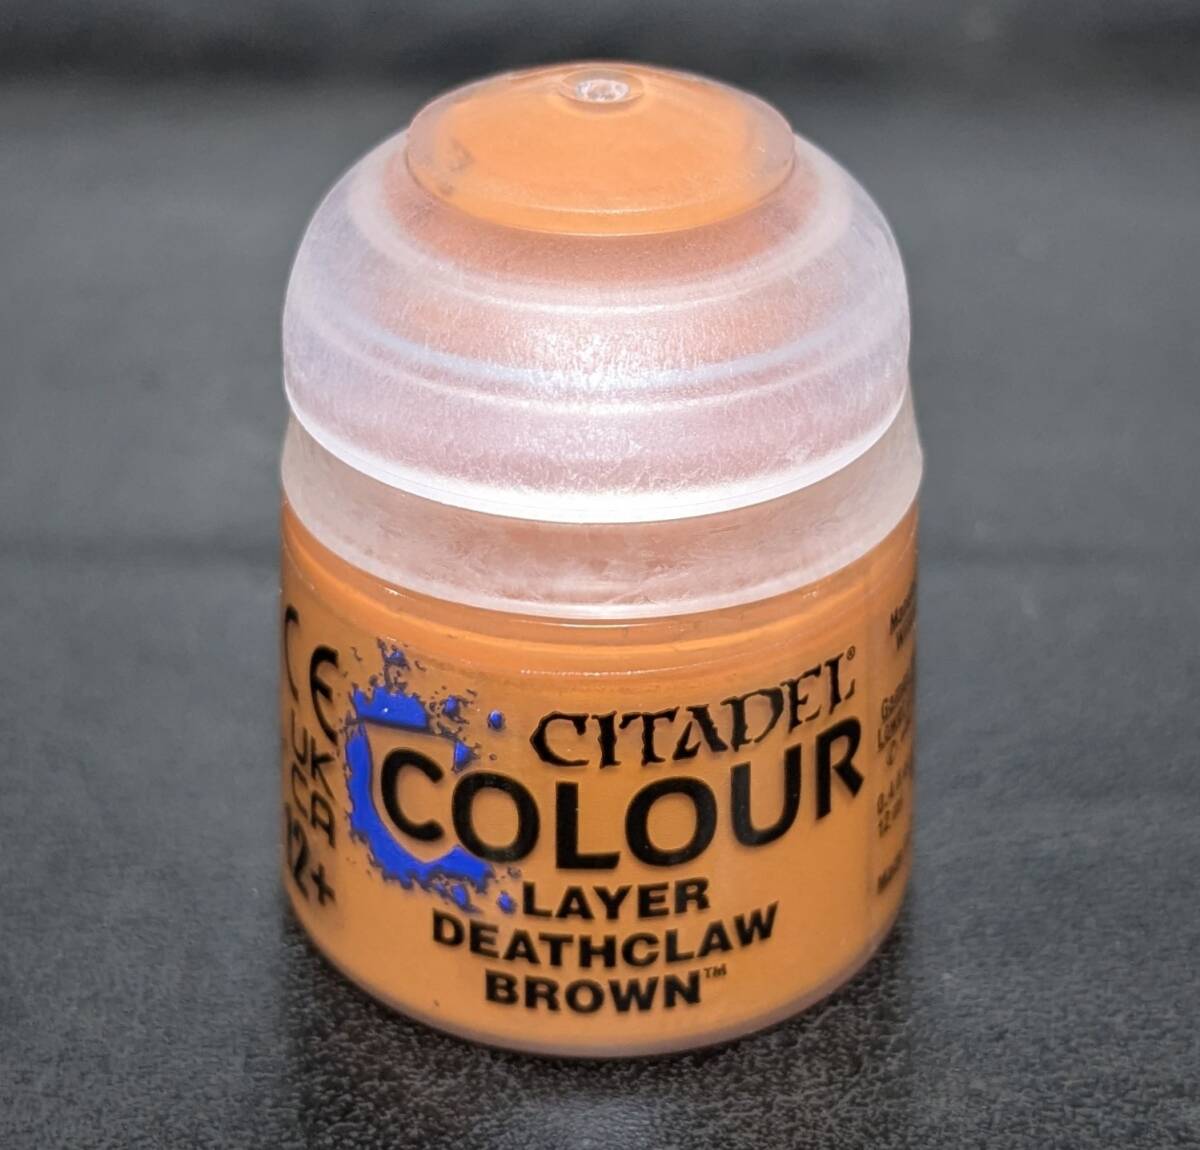 CE
UK
CA
12+
CITADEL®
COLOUR
LAYER
DEATHCLAW
BROWN™